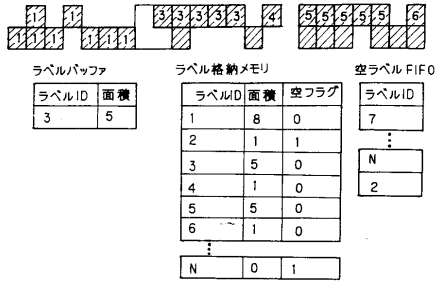 1 1 3 3 3 3 3 4 5 5 5 5 5 6
1 1 1 1 1 1
ラベルバッファ
ラベルID 面積
3 5
ラベル格納メモリ
ラベルID 面積 空フラグ
1 8 0
2 1 1
3 5 0
4 1 0
5 5 0
6 1 0
N 0 1
空ラベルFIFO
ラベルID
7
N
2